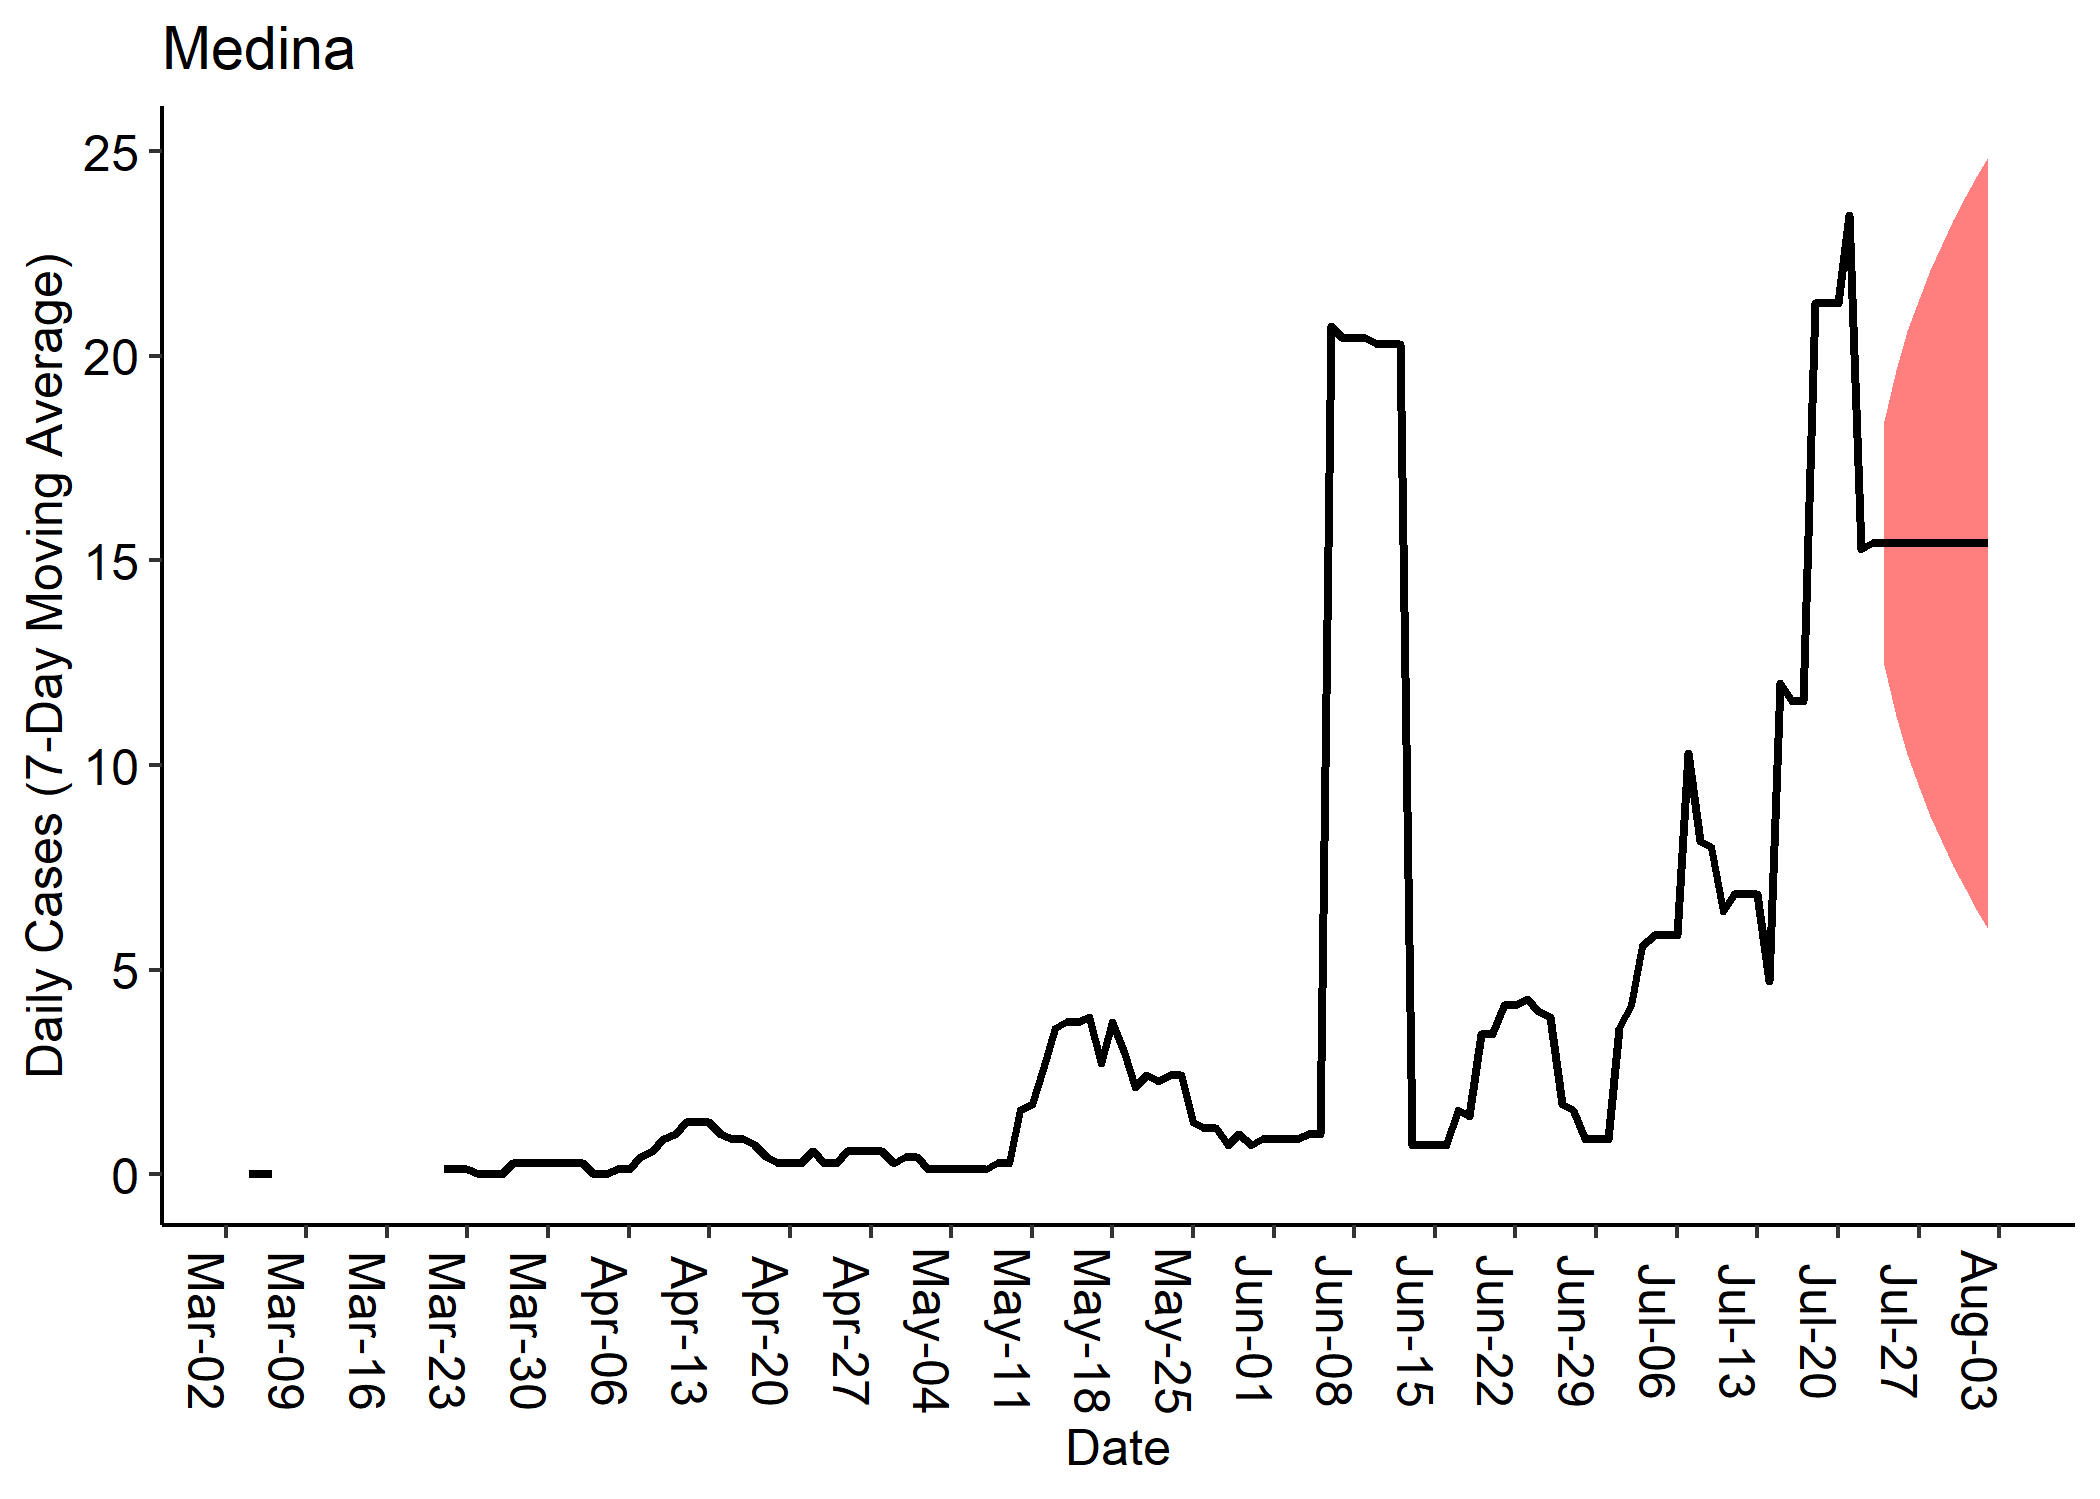 Medina
Daily Cases (7-Day Moving Average)
25
20
15
10
5
0
Mar-02
Mar-09
Mar-16
Mar-23
Mar-30
Apr-06
Apr-13
Apr-20
Apr-27
May-04
May-11
May-18
May-25
Jun-01
Jun-08
Jun-15
Jun-22
Jun-29
Jul-06
Jul-13
Jul-20
Jul-27
Aug-03
Date